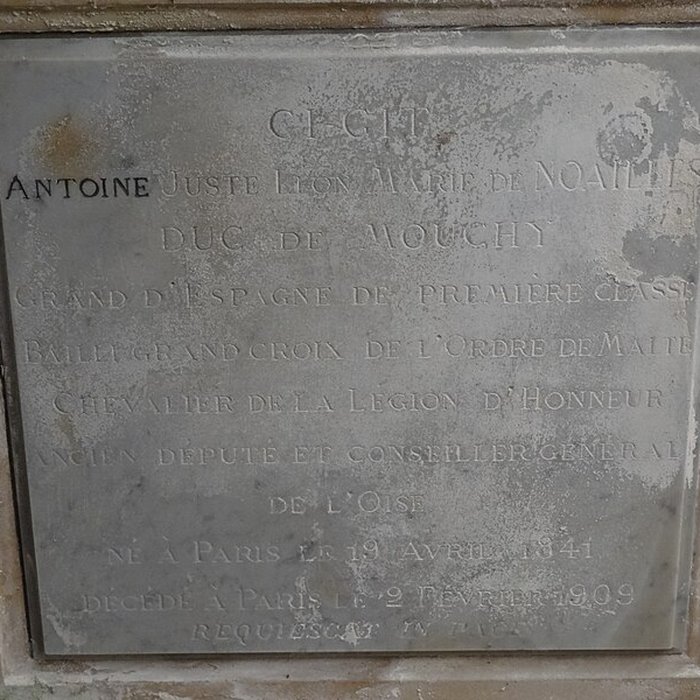 CI-GIT
ANTOINE JUSTE LÉON MARIE DE NOAILLES
DUC DE MOUCHY
GRAND D'ESPAGNE DE PREMIÈRE CLASSE
BAILLI GRAND CROIX DE L'ORDRE DE MALTE
CHEVALIER DE LA LEGION D'HONNEUR
ANCIEN DÉPUTÉ ET CONSEILLER GÉNÉRAL
DE L'OISE
NÉ À PARIS LE 19 AVRIL 1841
DÉCÉDÉ À PARIS LE 2 FÉVRIER 1909
REQUIESCAT IN PACE